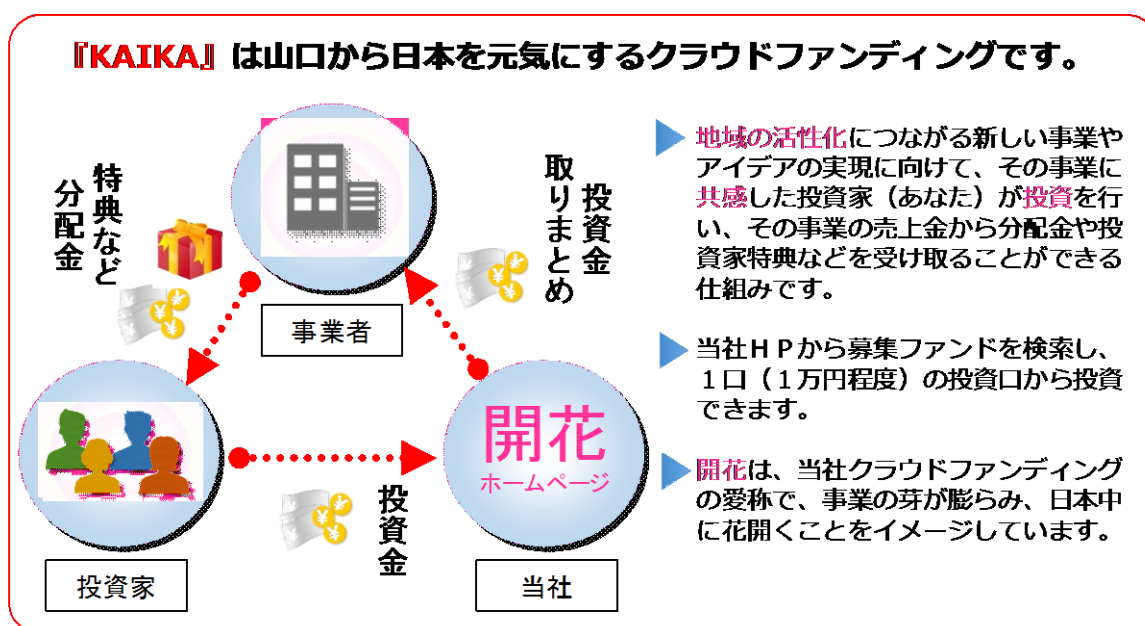 『KAIKA』は山口から日本を元気にするクラウドファンディングです。
特典など
分配金
投資金
取りまとめ
事業者
開花
ホームページ
投資金
投資家
当社
地域の活性化につながる新しい事業や
アイデアの実現に向けて、その事業に
共感した投資家（あなた）が投資を行
い、その事業の売上金から分配金や投
資家特典などを受け取ることができる
仕組みです。
当社ＨＰから募集ファンドを検索し、
１口（１万円程度）の投資口から投資
できます。
開花は、当社クラウドファンディング
の愛称で、事業の芽が膨らみ、日本中
に花開くことをイメージしています。